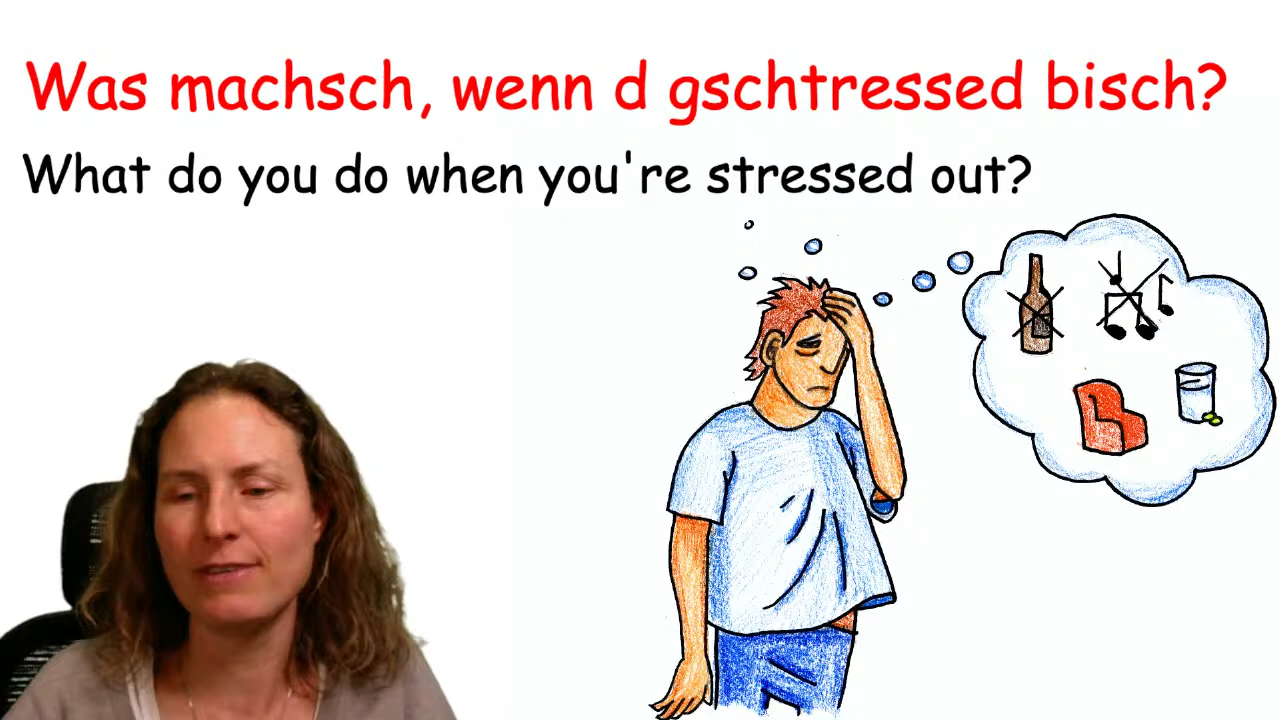 Was machsch, wenn d gschtressed bisch?
What do you do when you're stressed out?